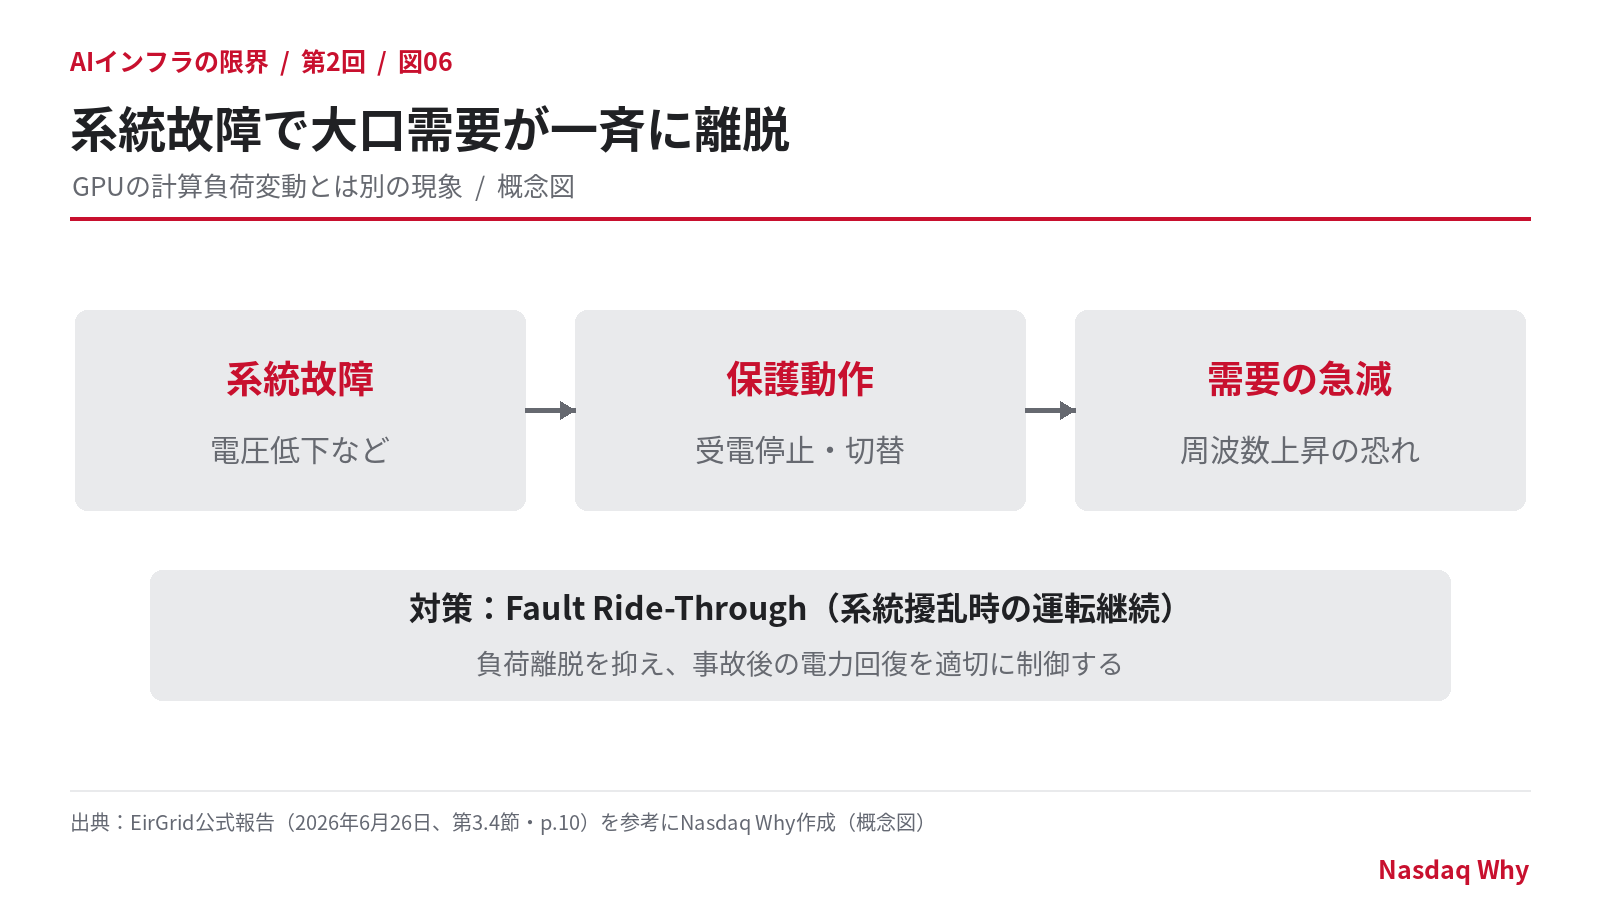 AIインフラの限界 / 第2回 / 図06
系統故障で大口需要が一斉に離脱
GPUの計算負荷変動とは別の現象 / 概念図
系統故障
電圧低下など
保護動作
受電停止・切替
需要の急減
周波数上昇の恐れ
対策：Fault Ride-Through（系統擾乱時の運転継続）
負荷離脱を抑え、事故後の電力回復を適切に制御する
出典：EirGrid公式報告（2026年6月26日、第3.4節・p.10）を参考にNasdaq Why作成（概念図）
Nasdaq Why